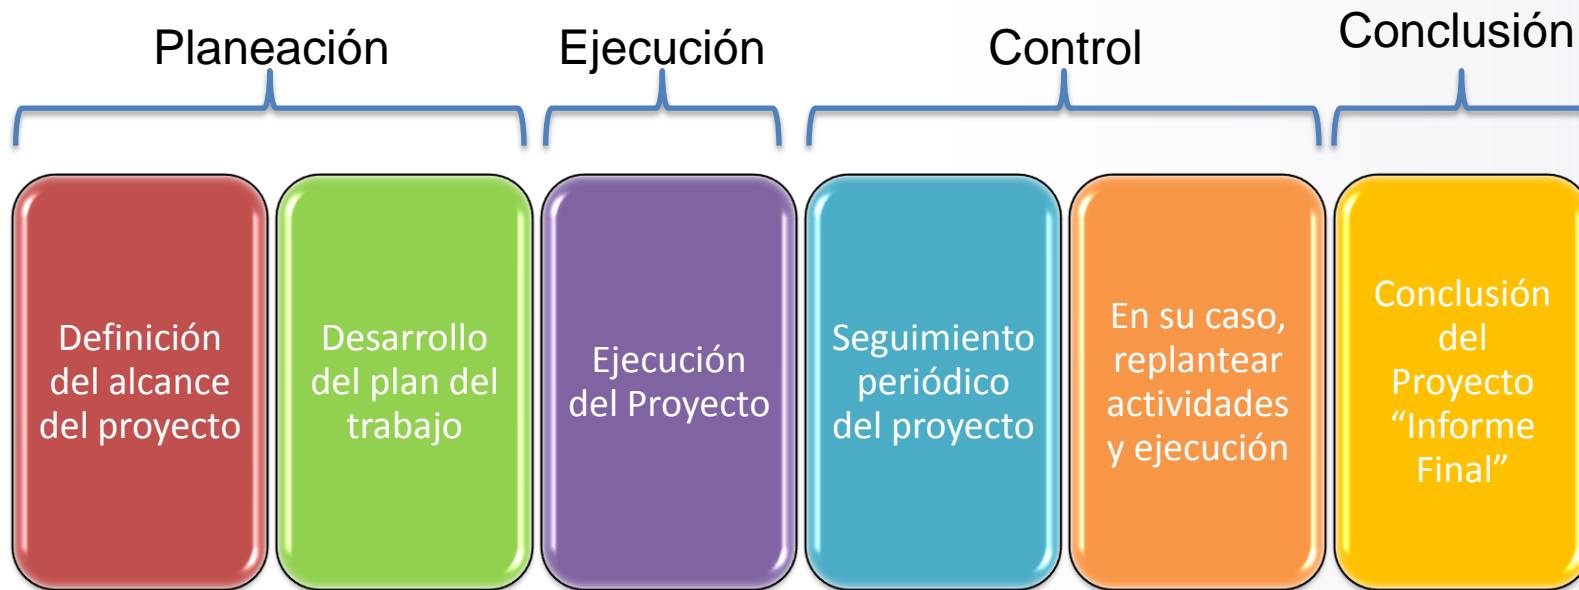 Planeación
Ejecución
Control
Conclusión
Definición
del alcance
del proyecto
Desarrollo
del plan del
trabajo
Ejecución
del Proyecto
Seguimiento
periódico
del proyecto
En su caso,
replantear
actividades
y ejecución
Conclusión
del
Proyecto
“Informe
Final”